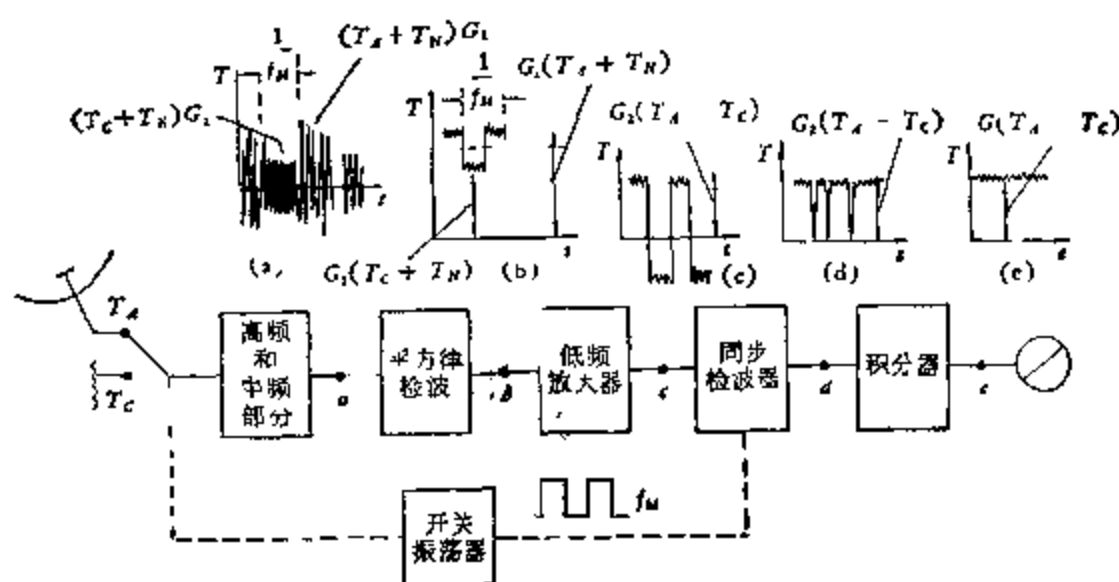 1
(T_A + T_N)G_1
T
f_M
(T_C+T_N)G_1
t
(a)
1
G_1(T_A + T_N)
T
f_M
G_1(T_C + T_N)
(b)
t
G_2(T_A T_C)
T
t
(c)
G_2(T_A - T_C)
T
t
(d)
G(T_A T_C)
T
t
(e)
T_A
T_C
高频
和
中频
部分
a
平方律
检波
b
低频
放大器
c
同步
检波器
d
积分器
e
开关
振荡器
f_M